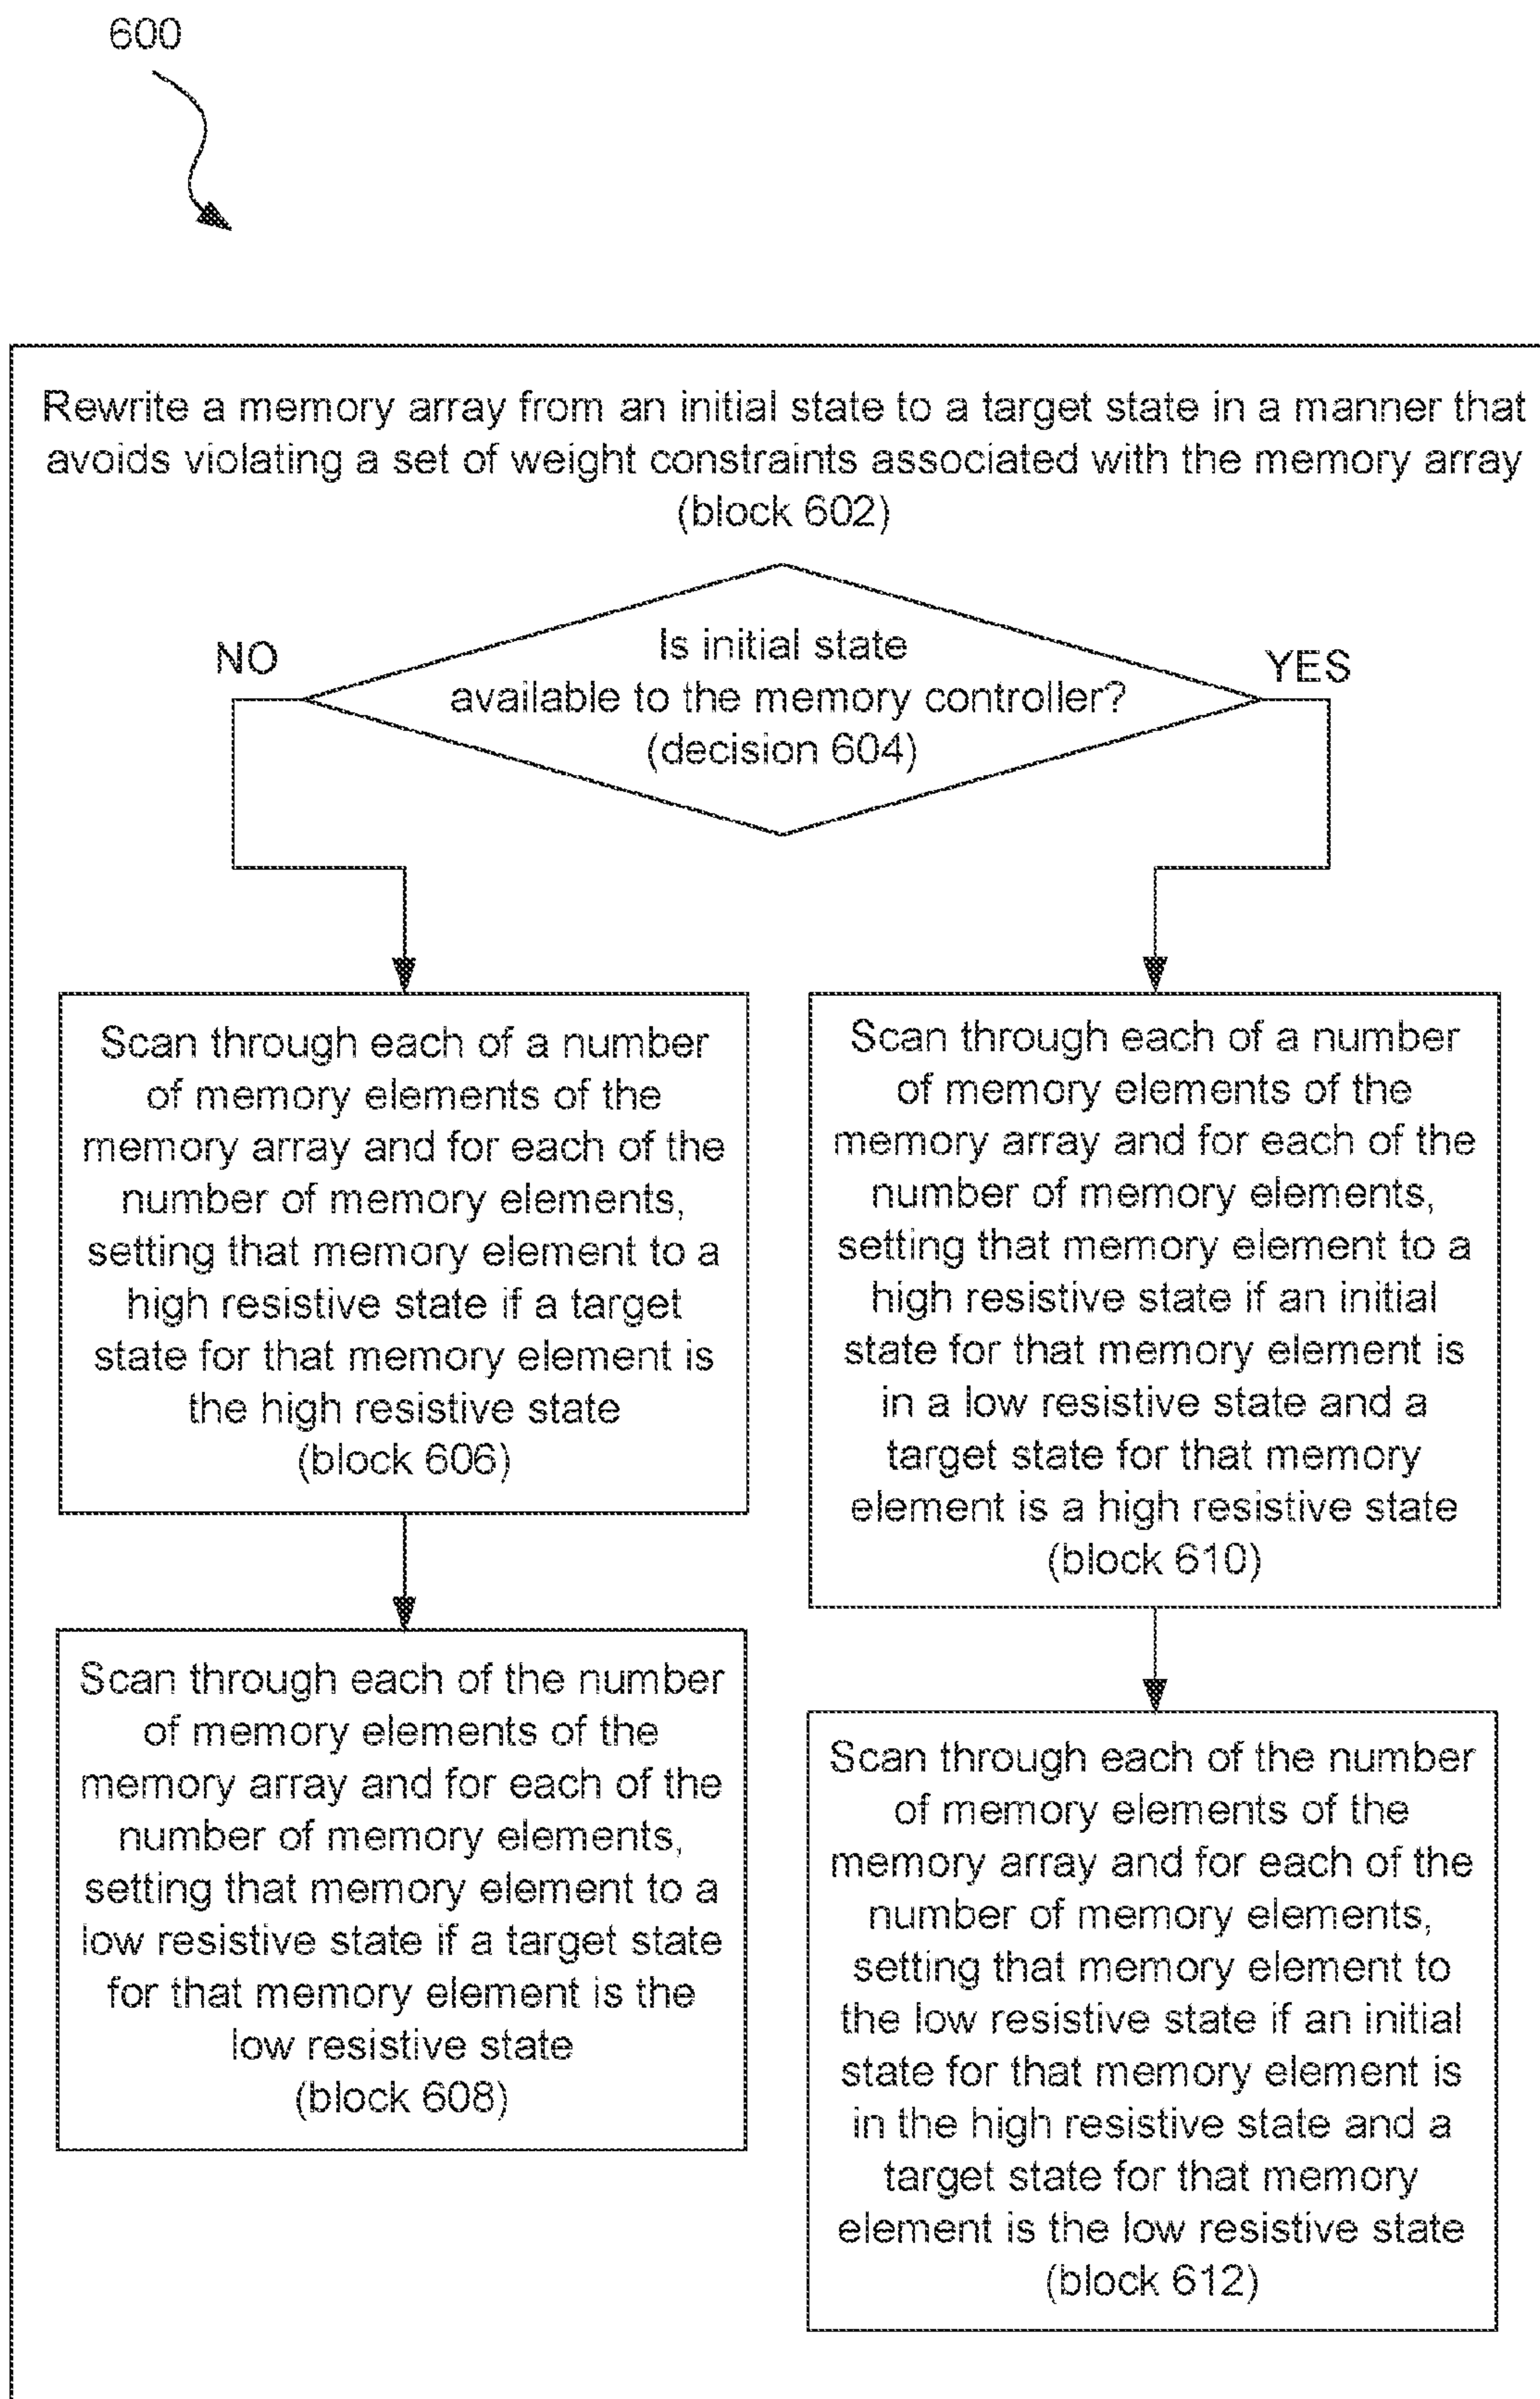 600
Rewrite a memory array from an initial state to a target state in a manner that
avoids violating a set of weight constraints associated with the memory array
(block 602)
Is initial state
available to the memory controller?
(decision 604)
NO
YES
Scan through each of a number
of memory elements of the
memory array and for each of the
number of memory elements,
setting that memory element to a
high resistive state if a target
state for that memory element is
the high resistive state
(block 606)
Scan through each of the number
of memory elements of the
memory array and for each of the
number of memory elements,
setting that memory element to a
low resistive state if a target state
for that memory element is the
low resistive state
(block 608)
Scan through each of a number
of memory elements of the
memory array and for each of the
number of memory elements,
setting that memory element to a
high resistive state if an initial
state for that memory element is
in a low resistive state and a
target state for that memory
element is a high resistive state
(block 610)
Scan through each of the number
of memory elements of the
memory array and for each of the
number of memory elements,
setting that memory element to
the low resistive state if an initial
state for that memory element is
in the high resistive state and a
target state for that memory
element is the low resistive state
(block 612)